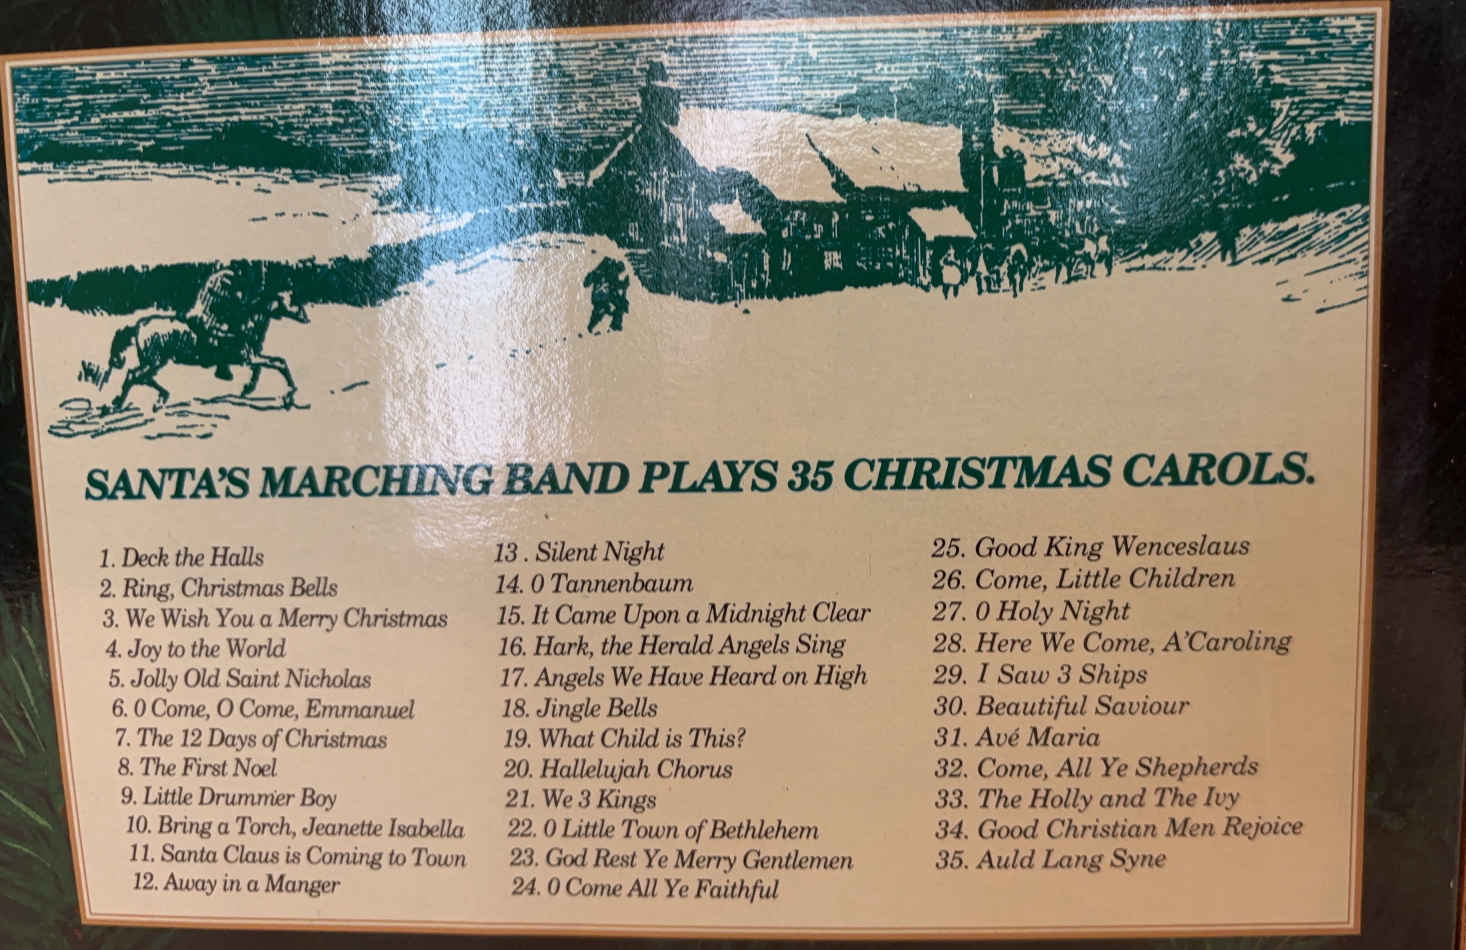 SANTA'S MARCHING BAND PLAYS 35 CHRISTMAS CAROLS.
1. Deck the Halls
2. Ring, Christmas Bells
3. We Wish You a Merry Christmas
4. Joy to the World
5. Jolly Old Saint Nicholas
6. O Come, O Come, Emmanuel
7. The 12 Days of Christmas
8. The First Noel
9. Little Drummer Boy
10. Bring a Torch, Jeanette Isabella
11. Santa Claus is Coming to Town
12. Away in a Manger
13 . Silent Night
14. O Tannenbaum
15. It Came Upon a Midnight Clear
16. Hark, the Herald Angels Sing
17. Angels We Have Heard on High
18. Jingle Bells
19. What Child is This?
20. Hallelujah Chorus
21. We 3 Kings
22. O Little Town of Bethlehem
23. God Rest Ye Merry Gentlemen
24. O Come All Ye Faithful
25. Good King Wenceslaus
26. Come, Little Children
27. O Holy Night
28. Here We Come, A'Caroling
29. I Saw 3 Ships
30. Beautiful Saviour
31. Avé Maria
32. Come, All Ye Shepherds
33. The Holly and The Ivy
34. Good Christian Men Rejoice
35. Auld Lang Syne